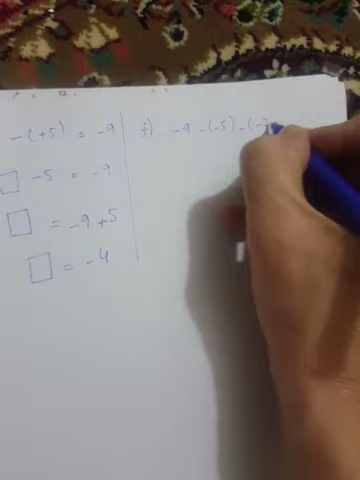 -(+5) = -9
□ -5 = -9
□ = -9 +5
□ = -4
f) -9 -(-5) -(-